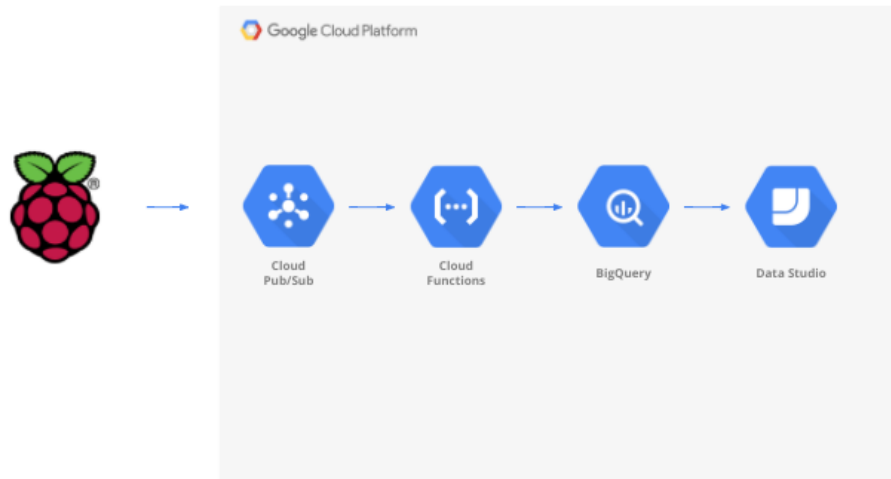 Google Cloud Platform
®
Cloud
Pub/Sub
Cloud
Functions
BigQuery
Data Studio